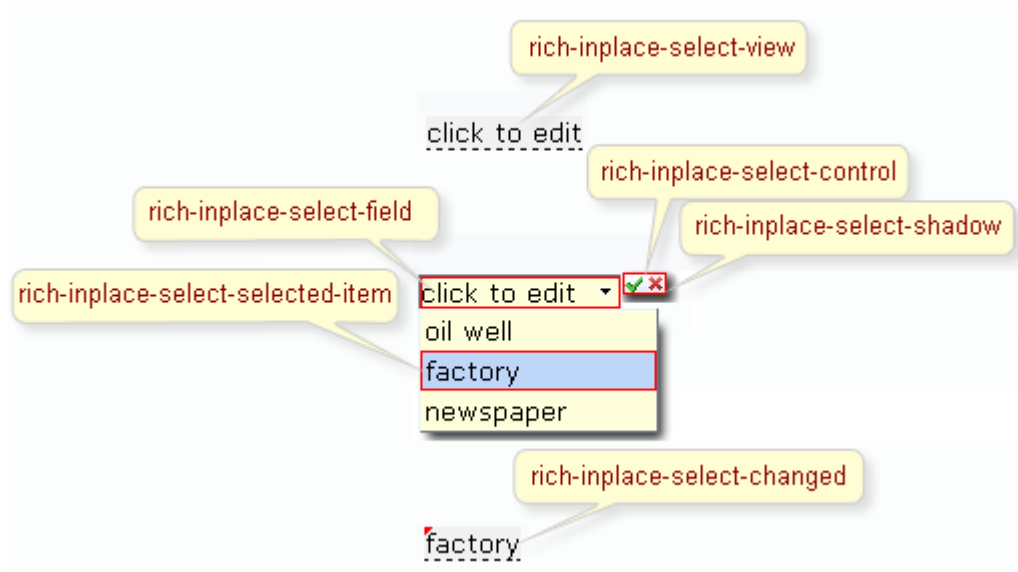 rich-inplace-select-view
click to edit
rich-inplace-select-control
rich-inplace-select-field
rich-inplace-select-shadow
rich-inplace-select-selected-item
click to edit
oil well
factory
newspaper
rich-inplace-select-changed
factory